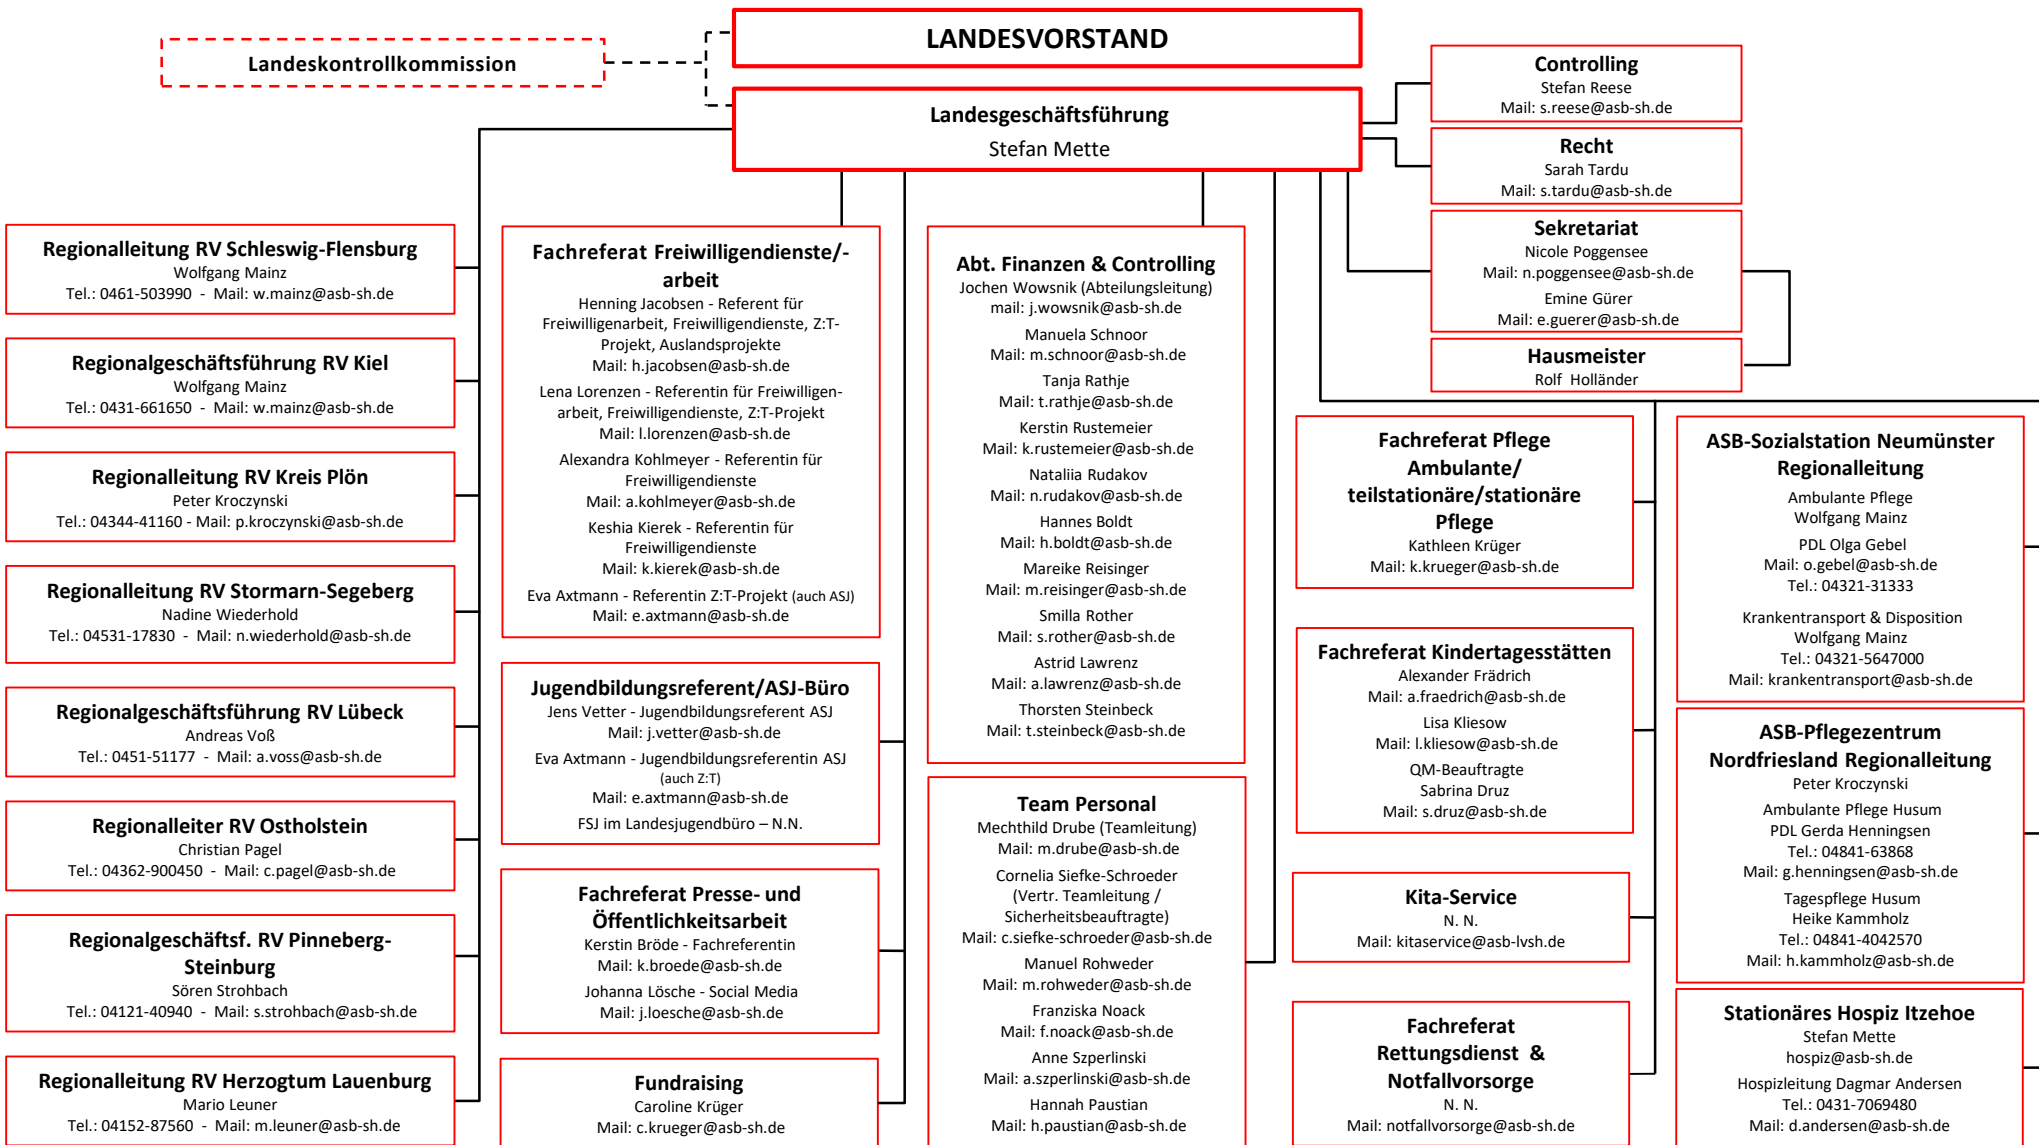 LANDESVORSTAND
Landeskontrollkommission
Landesgeschäftsführung
Stefan Mette
Controlling
Stefan Reese
Mail: s.reese@asb-sh.de
Recht
Sarah Tardu
Mail: s.tardu@asb-sh.de
Sekretariat
Nicole Poggensee
Mail: n.poggensee@asb-sh.de
Emine Gürer
Mail: e.guerer@asb-sh.de
Hausmeister
Rolf Holländer
Regionalleitung RV Schleswig-Flensburg
Wolfgang Mainz
Tel.: 0461-503990 - Mail: w.mainz@asb-sh.de
Regionalgeschäftsführung RV Kiel
Wolfgang Mainz
Tel.: 0431-661650 - Mail: w.mainz@asb-sh.de
Regionalleitung RV Kreis Plön
Peter Kroczynski
Tel.: 04344-41160 - Mail: p.kroczynski@asb-sh.de
Regionalleitung RV Stormarn-Segeberg
Nadine Wiederhold
Tel.: 04531-17830 - Mail: n.wiederhold@asb-sh.de
Regionalgeschäftsführung RV Lübeck
Andreas Voß
Tel.: 0451-51177 - Mail: a.voss@asb-sh.de
Regionalleiter RV Ostholstein
Christian Pagel
Tel.: 04362-900450 - Mail: c.pagel@asb-sh.de
Regionalgeschäftsf. RV Pinneberg-
Steinburg
Sören Strohbach
Tel.: 04121-40940 - Mail: s.strohbach@asb-sh.de
Regionalleitung RV Herzogtum Lauenburg
Mario Leuner
Tel.: 04152-87560 - Mail: m.leuner@asb-sh.de
Fachreferat Freiwilligendienste/-
arbeit
Henning Jacobsen - Referent für
Freiwilligenarbeit, Freiwilligendienste, Z:T-
Projekt, Auslandsprojekte
Mail: h.jacobsen@asb-sh.de
Lena Lorenzen - Referentin für Freiwilligen-
arbeit, Freiwilligendienste, Z:T-Projekt
Mail: l.lorenzen@asb-sh.de
Alexandra Kohlmeyer - Referentin für
Freiwilligendienste
Mail: a.kohlmeyer@asb-sh.de
Keshia Kierek - Referentin für
Freiwilligendienste
Mail: k.kierek@asb-sh.de
Eva Axtmann - Referentin Z:T-Projekt (auch ASJ)
Mail: e.axtmann@asb-sh.de
Jugendbildungsreferent/ASJ-Büro
Jens Vetter - Jugendbildungsreferent ASJ
Mail: j.vetter@asb-sh.de
Eva Axtmann - Jugendbildungsreferentin ASJ
(auch Z:T)
Mail: e.axtmann@asb-sh.de
FSJ im Landesjugendbüro – N.N.
Fachreferat Presse- und
Öffentlichkeitsarbeit
Kerstin Bröde - Fachreferentin
Mail: k.broede@asb-sh.de
Johanna Lösche - Social Media
Mail: j.loesche@asb-sh.de
Fundraising
Caroline Krüger
Mail: c.krueger@asb-sh.de
Abt. Finanzen & Controlling
Jochen Wowsnik (Abteilungsleitung)
mail: j.wowsnik@asb-sh.de
Manuela Schnoor
Mail: m.schnoor@asb-sh.de
Tanja Rathje
Mail: t.rathje@asb-sh.de
Kerstin Rustemeier
Mail: k.rustemeier@asb-sh.de
Nataliia Rudakov
Mail: n.rudakov@asb-sh.de
Hannes Boldt
Mail: h.boldt@asb-sh.de
Mareike Reisinger
Mail: m.reisinger@asb-sh.de
Smilla Rother
Mail: s.rother@asb-sh.de
Astrid Lawrenz
Mail: a.lawrenz@asb-sh.de
Thorsten Steinbeck
Mail: t.steinbeck@asb-sh.de
Team Personal
Mechthild Drube (Teamleitung)
Mail: m.drube@asb-sh.de
Cornelia Siefke-Schroeder
(Vertr. Teamleitung /
Sicherheitsbeauftragte)
Mail: c.siefke-schroeder@asb-sh.de
Manuel Rohweder
Mail: m.rohweder@asb-sh.de
Franziska Noack
Mail: f.noack@asb-sh.de
Anne Szperlinski
Mail: a.szperlinski@asb-sh.de
Hannah Paustian
Mail: h.paustian@asb-sh.de
Fachreferat Pflege
Ambulante/
teilstationäre/stationäre
Pflege
Kathleen Krüger
Mail: k.krueger@asb-sh.de
Fachreferat Kindertagesstätten
Alexander Frädrich
Mail: a.fraedrich@asb-sh.de
Lisa Kliesow
Mail: l.kliesow@asb-sh.de
QM-Beauftragte
Sabrina Druz
Mail: s.druz@asb-sh.de
Kita-Service
N. N.
Mail: kitaservice@asb-lvsh.de
Fachreferat
Rettungsdienst &
Notfallvorsorge
N. N.
Mail: notfallvorsorge@asb-sh.de
ASB-Sozialstation Neumünster
Regionalleitung
Ambulante Pflege
Wolfgang Mainz
PDL Olga Gebel
Mail: o.gebel@asb-sh.de
Tel.: 04321-31333
Krankentransport & Disposition
Wolfgang Mainz
Tel.: 04321-5647000
Mail: krankentransport@asb-sh.de
ASB-Pflegezentrum
Nordfriesland Regionalleitung
Peter Kroczynski
Ambulante Pflege Husum
PDL Gerda Henningsen
Tel.: 04841-63868
Mail: g.henningsen@asb-sh.de
Tagespflege Husum
Heike Kammholz
Tel.: 04841-4042570
Mail: h.kammholz@asb-sh.de
Stationäres Hospiz Itzehoe
Stefan Mette
hospiz@asb-sh.de
Hospizleitung Dagmar Andersen
Tel.: 0431-7069480
Mail: d.andersen@asb-sh.de